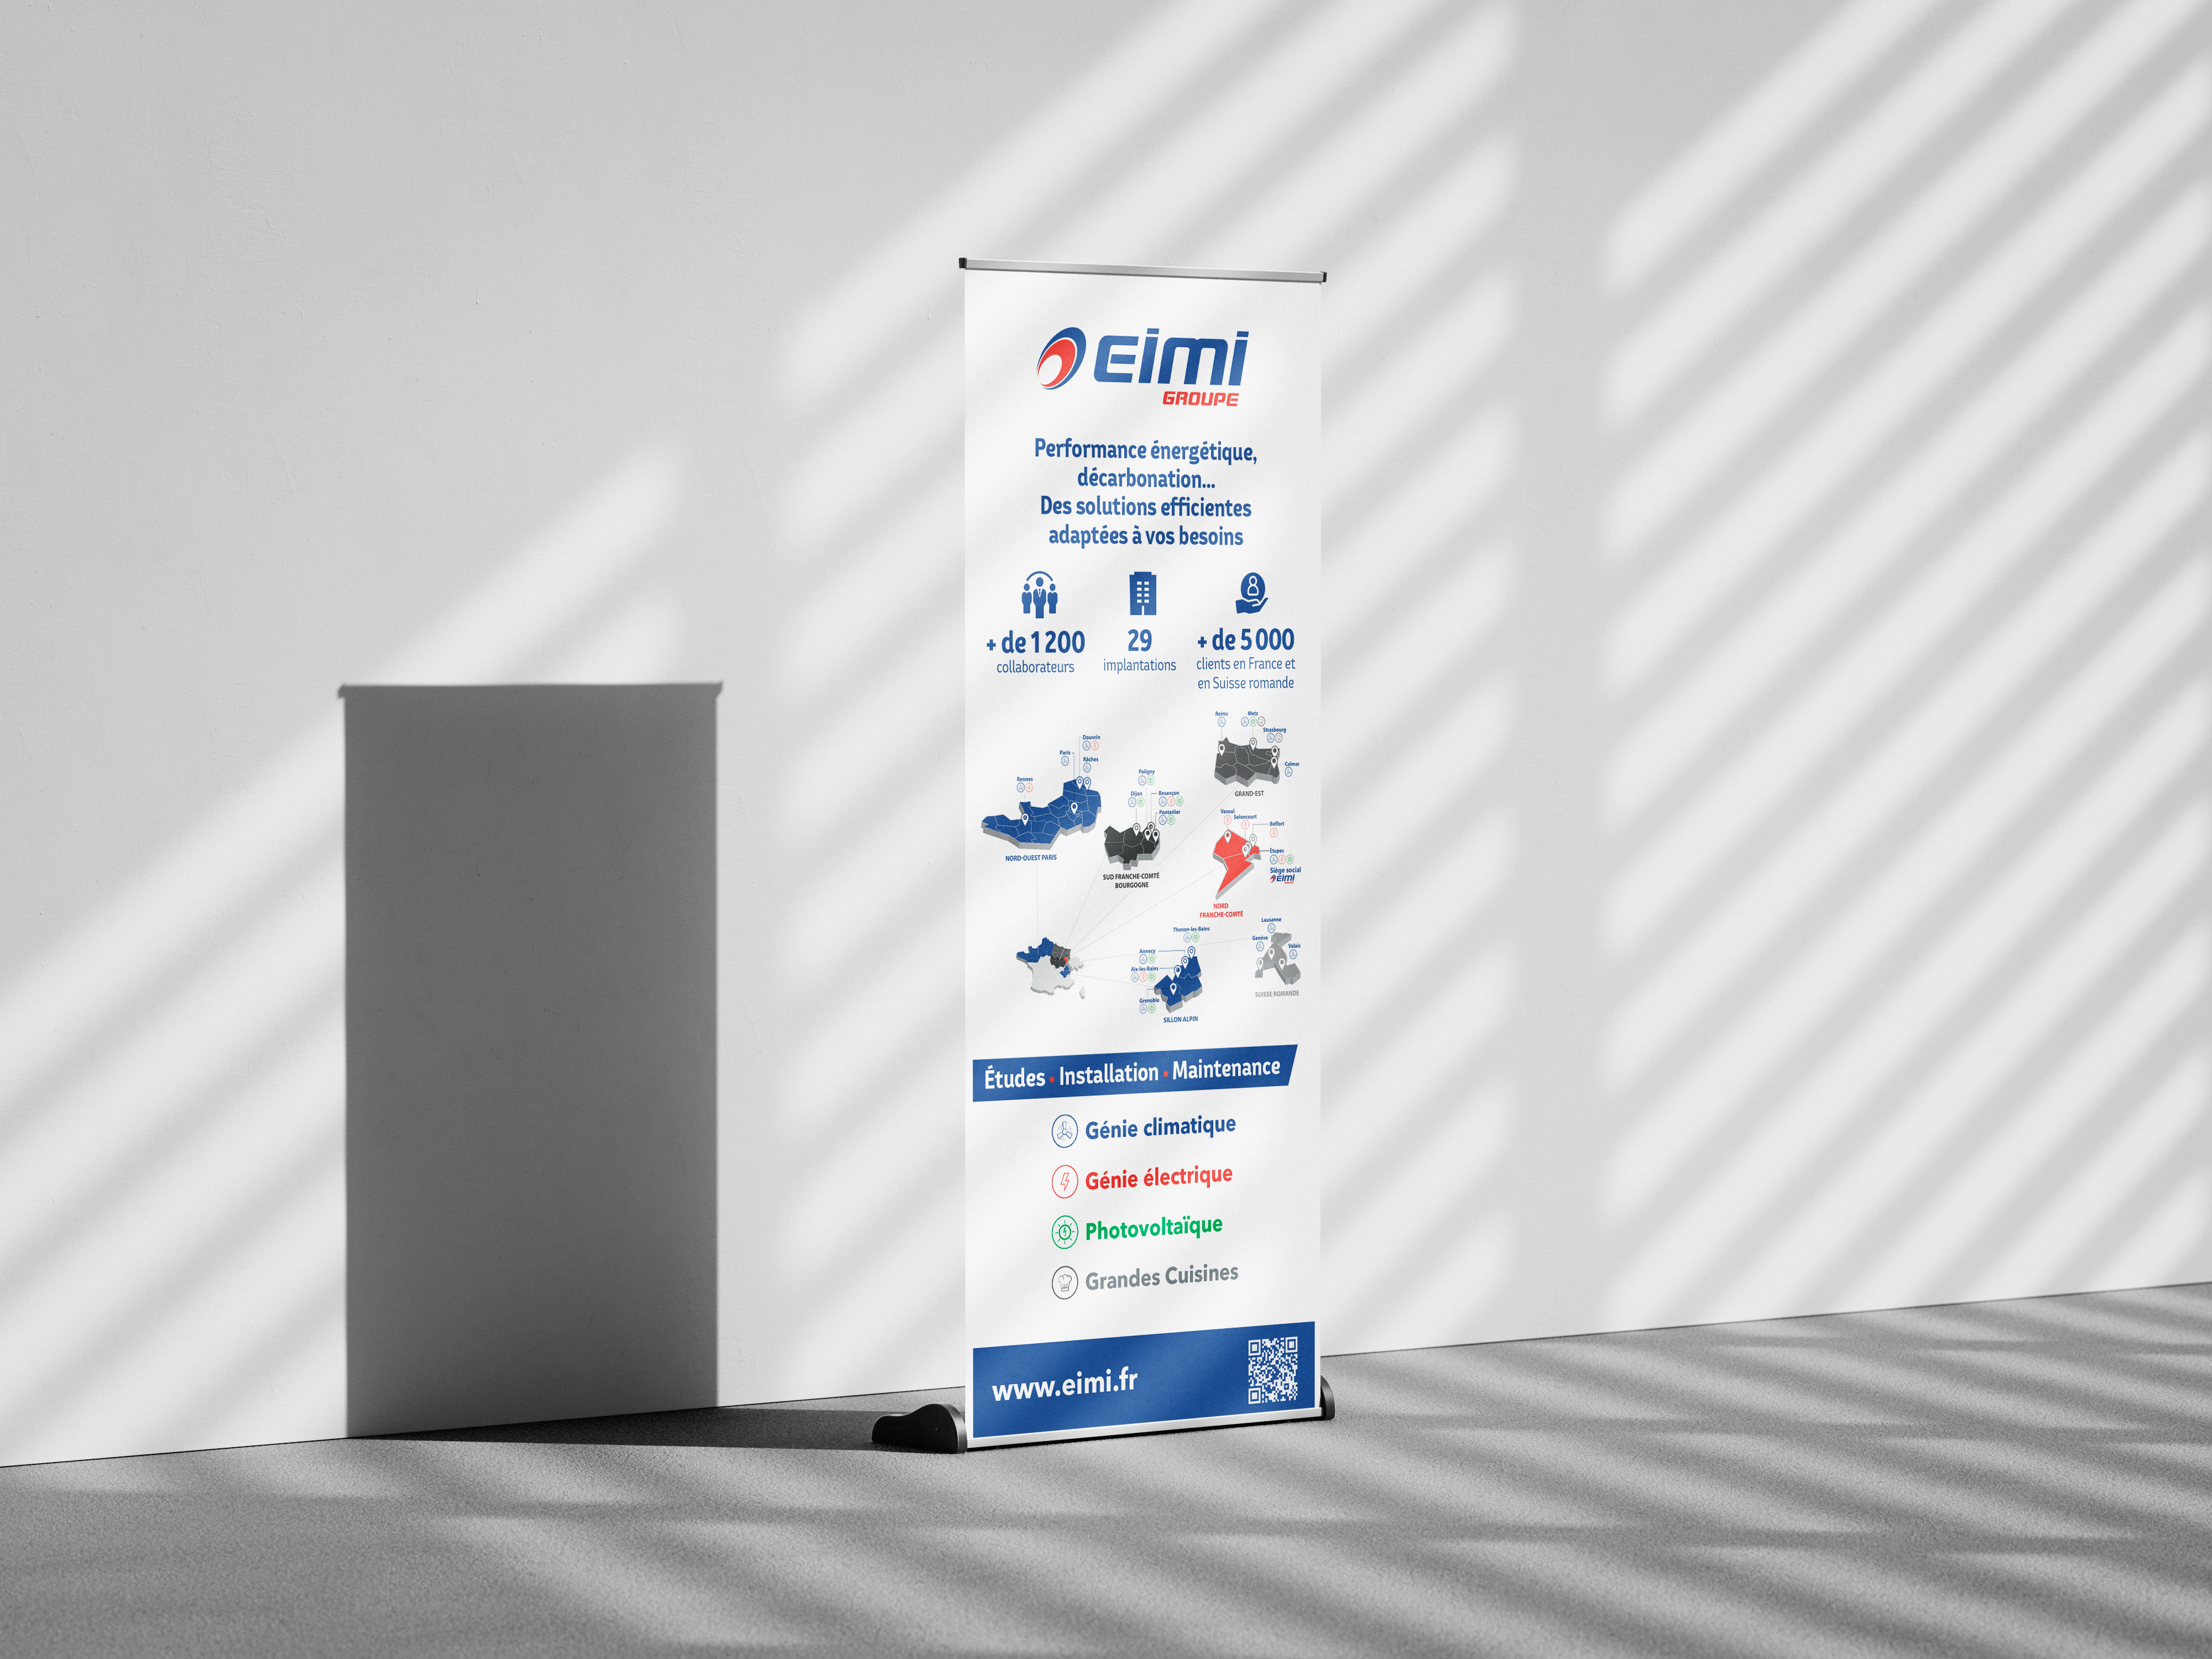 eimi
GROUPE
Performance énergétique,
décarbonation...
Des solutions efficientes
adaptées à vos besoins
+ de 1 200
collaborateurs
29
implantations
+ de 5 000
clients en France et
en Suisse romande
Reims
Metz
Strasbourg
Colmar
GRAND-EST
Douvrin
Paris
Râches
Rennes
NORD-OUEST PARIS
Poligny
Dijon
Besançon
Pontarlier
SUD FRANCHE-COMTÉ
BOURGOGNE
Vesoul
Seloncourt
Belfort
Étupes
Siège social
eimi
NORD
FRANCHE-COMTÉ
Thonon-les-Bains
Annecy
Aix-les-Bains
Grenoble
SILLON ALPIN
Lausanne
Genève
Valais
SUISSE ROMANDE
Études • Installation • Maintenance
Génie climatique
Génie électrique
Photovoltaïque
Grandes Cuisines
www.eimi.fr